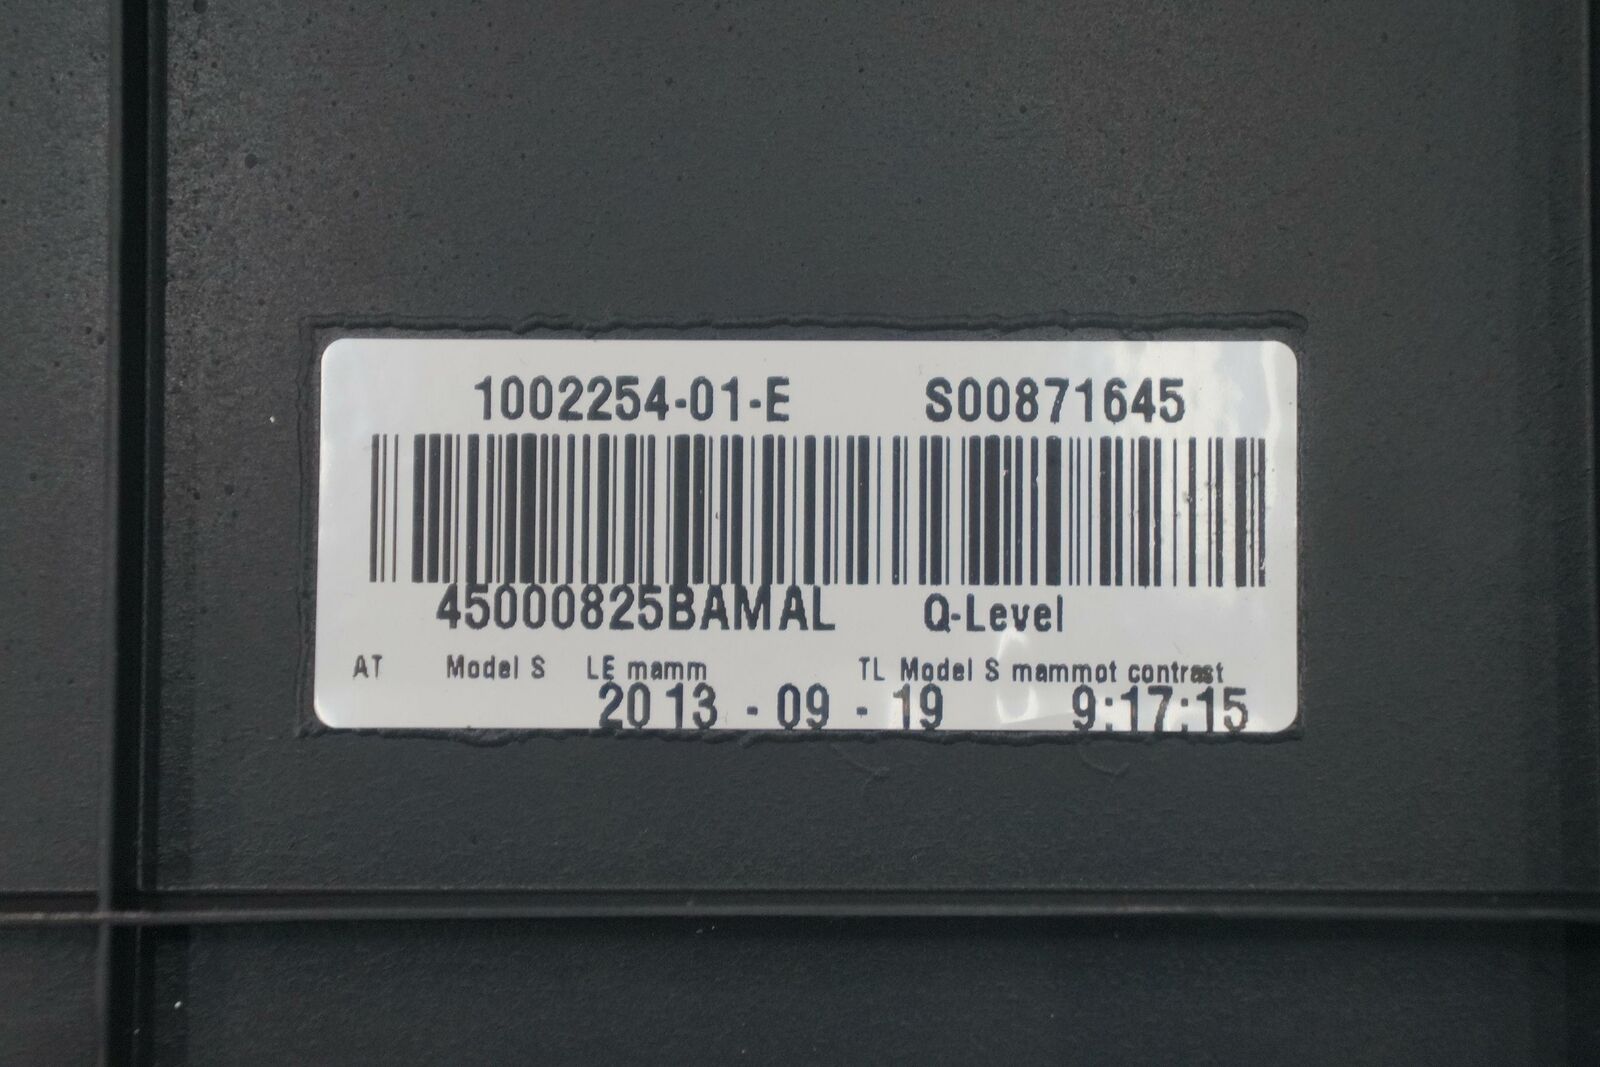 1002254-01-E S00871645
45000825BAMAL Q-Level
AT Model S LE mamm TL Model S mammot contrast
2013 - 09 - 19 9:17:15